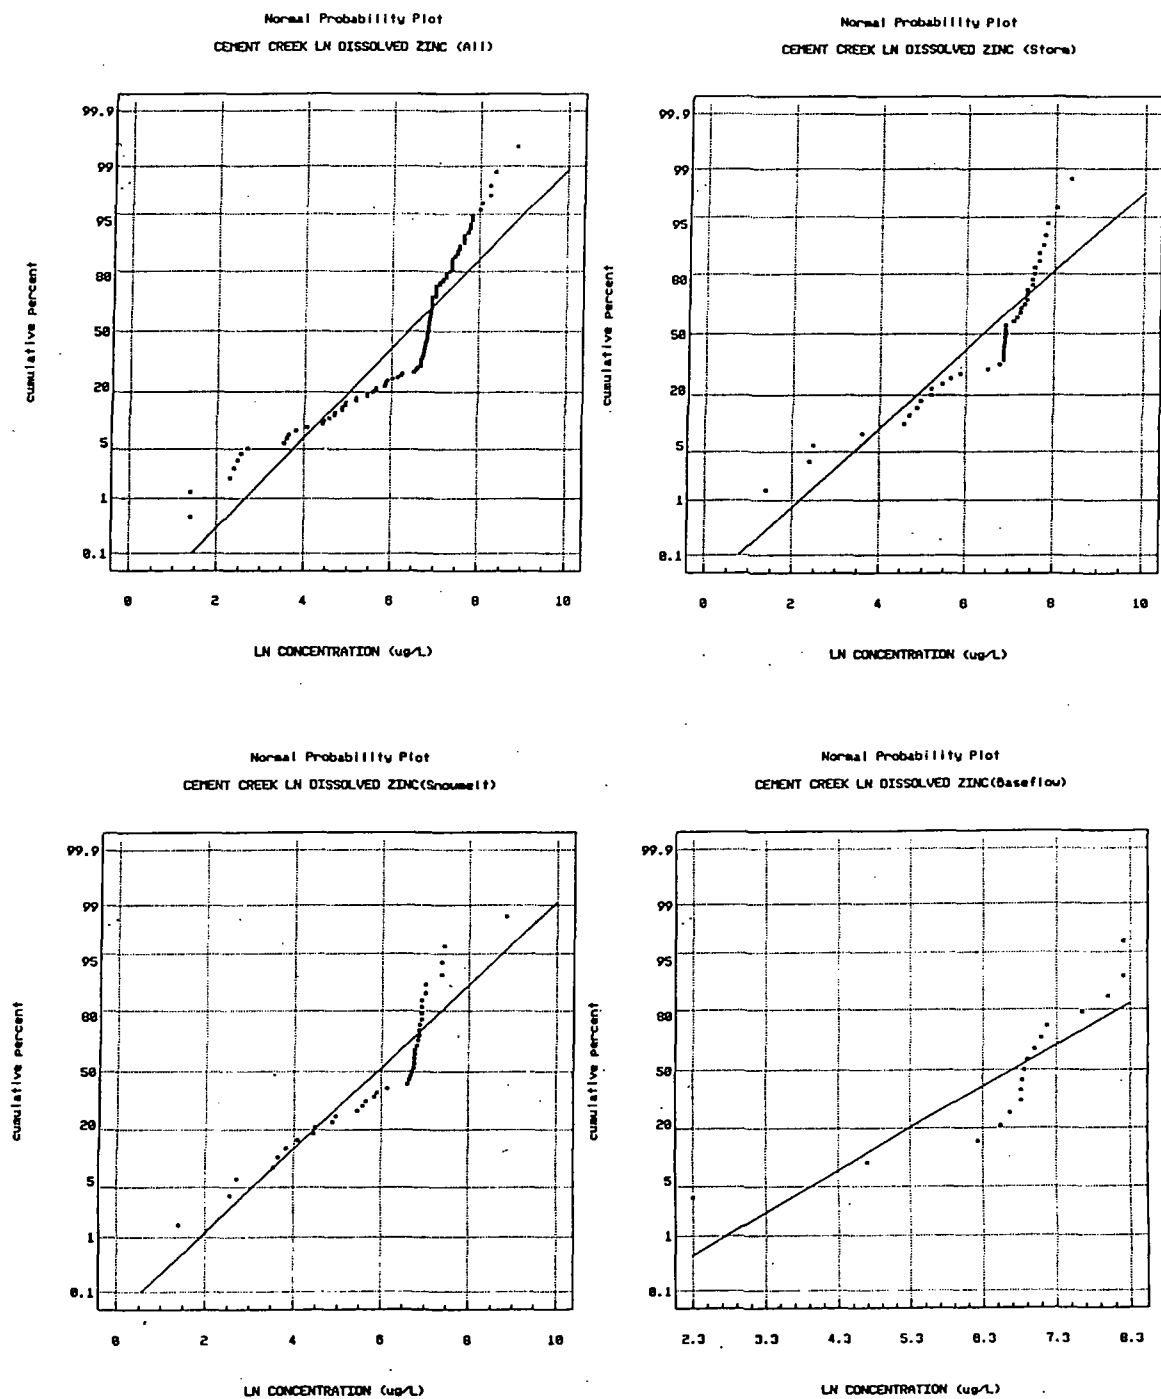 Normal Probability Plot
CEMENT CREEK LN DISSOLVED ZINC (All)
99.9
99
95
80
50
20
5
1
0.1
cumulative percent
0 2 4 6 8 10
LN CONCENTRATION (ug/L)
Normal Probability Plot
CEMENT CREEK LN DISSOLVED ZINC (Storm)
99.9
99
95
80
50
20
5
1
0.1
cumulative percent
0 2 4 6 8 10
LN CONCENTRATION (ug/L)
Normal Probability Plot
CEMENT CREEK LN DISSOLVED ZINC(Snowmelt)
99.9
99
95
80
50
20
5
1
0.1
cumulative percent
0 2 4 6 8 10
LN CONCENTRATION (ug/L)
Normal Probability Plot
CEMENT CREEK LN DISSOLVED ZINC(Baseflow)
99.9
99
95
80
50
20
5
1
0.1
cumulative percent
2.3 3.3 4.3 5.3 6.3 7.3 8.3
LN CONCENTRATION (ug/L)